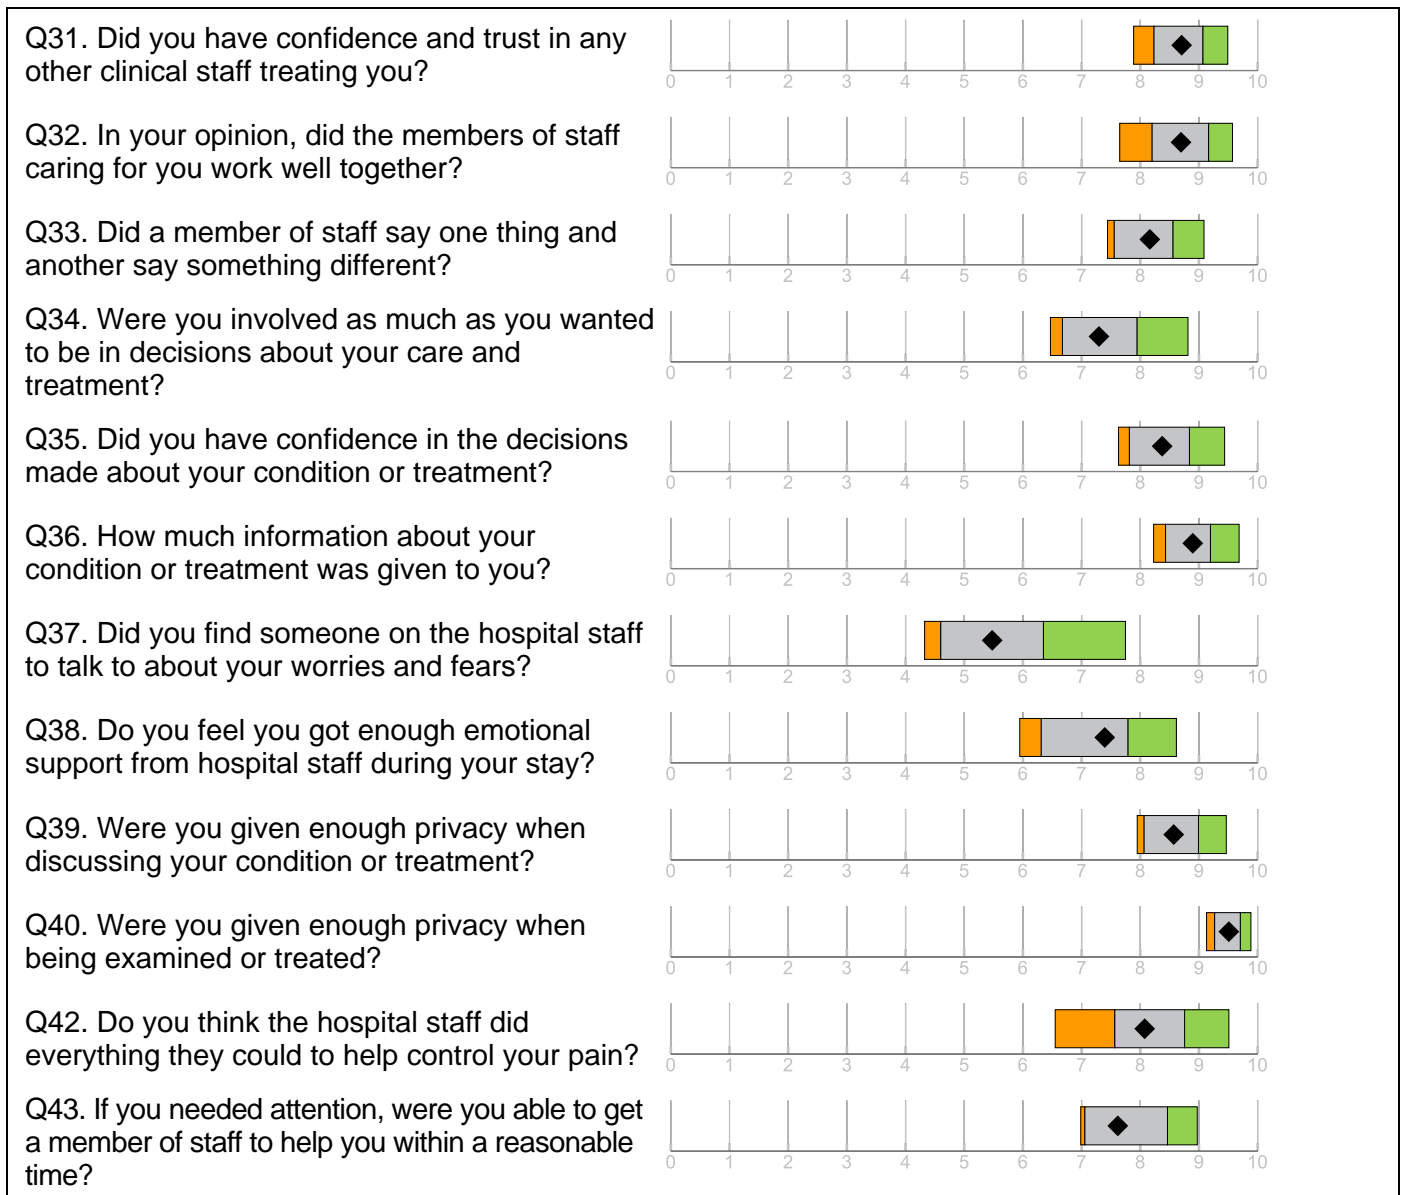 Q31. Did you have confidence and trust in any
other clinical staff treating you?
0 1 2 3 4 5 6 7 8 9 10
Q32. In your opinion, did the members of staff
caring for you work well together?
0 1 2 3 4 5 6 7 8 9 10
Q33. Did a member of staff say one thing and
another say something different?
0 1 2 3 4 5 6 7 8 9 10
Q34. Were you involved as much as you wanted
to be in decisions about your care and
treatment?
0 1 2 3 4 5 6 7 8 9 10
Q35. Did you have confidence in the decisions
made about your condition or treatment?
0 1 2 3 4 5 6 7 8 9 10
Q36. How much information about your
condition or treatment was given to you?
0 1 2 3 4 5 6 7 8 9 10
Q37. Did you find someone on the hospital staff
to talk to about your worries and fears?
0 1 2 3 4 5 6 7 8 9 10
Q38. Do you feel you got enough emotional
support from hospital staff during your stay?
0 1 2 3 4 5 6 7 8 9 10
Q39. Were you given enough privacy when
discussing your condition or treatment?
0 1 2 3 4 5 6 7 8 9 10
Q40. Were you given enough privacy when
being examined or treated?
0 1 2 3 4 5 6 7 8 9 10
Q42. Do you think the hospital staff did
everything they could to help control your pain?
0 1 2 3 4 5 6 7 8 9 10
Q43. If you needed attention, were you able to get
a member of staff to help you within a reasonable
time?
0 1 2 3 4 5 6 7 8 9 10